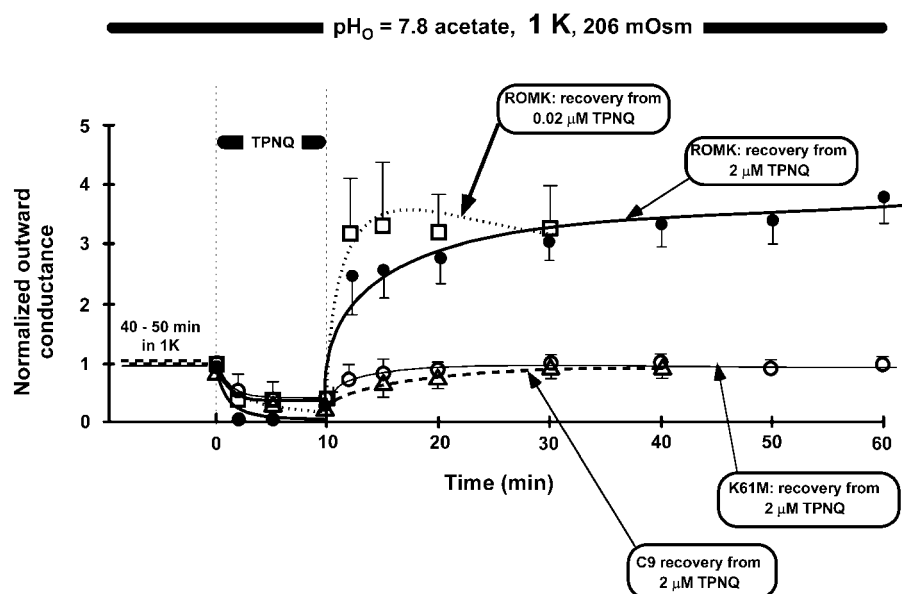 pHO = 7.8 acetate, 1 K, 206 mOsm
ROMK: recovery from
0.02 μM TPNQ
ROMK: recovery from
2 μM TPNQ
TPNQ
Normalized outward
conductance
5
4
3
2
1
0
40 - 50 min
in 1K
0
10
20
30
40
50
60
Time (min)
K61M: recovery from
2 μM TPNQ
C9 recovery from
2 μM TPNQ